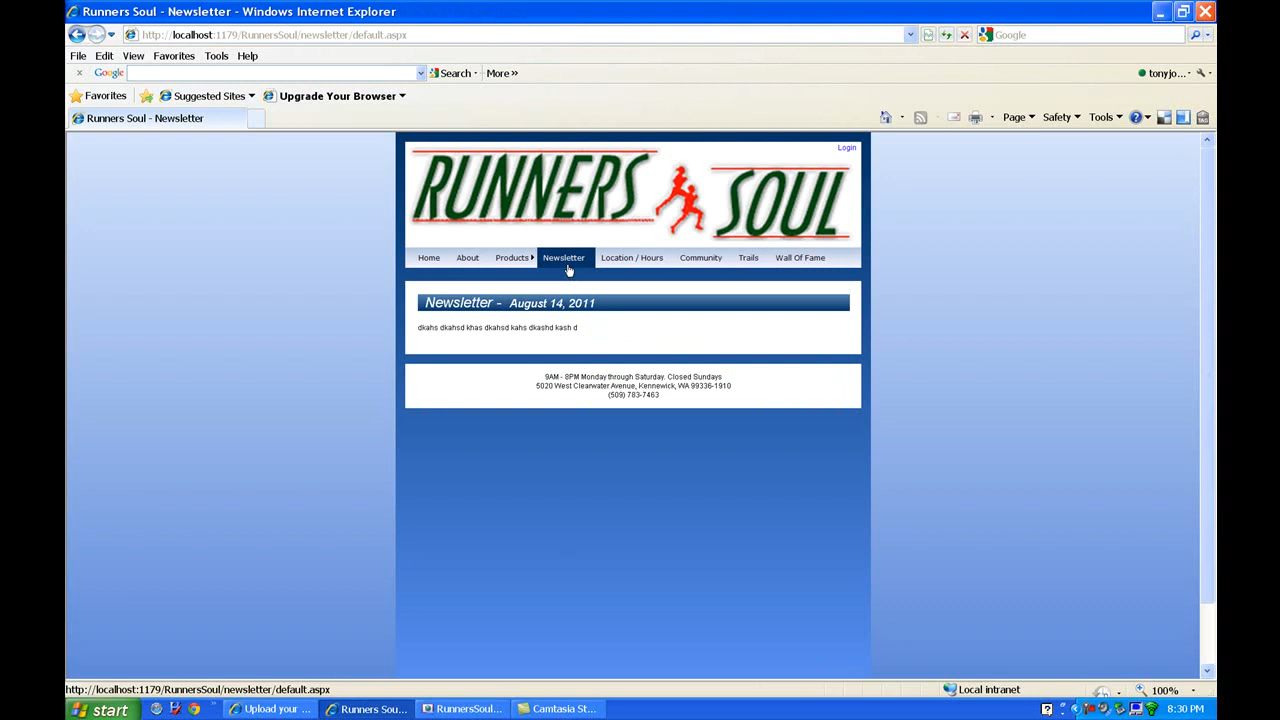 Runners Soul - Newsletter - Windows Internet Explorer
http://localhost:1179/RunnersSoul/newsletter/default.aspx
Google
File Edit View Favorites Tools Help
x Google Search More »
tonyjo...
Favorites Suggested Sites Upgrade Your Browser
Runners Soul - Newsletter
Page Safety Tools
Login
RUNNERS SOUL
Home About Products Newsletter Location / Hours Community Trails Wall Of Fame
Newsletter - August 14, 2011
dkahs dkahsd khas dkahsd kahs dkashd kash d
9AM - 8PM Monday through Saturday. Closed Sundays
5020 West Clearwater Avenue, Kennewick, WA 99336-1910
(509) 783-7463
http://localhost:1179/RunnersSoul/newsletter/default.aspx
Local intranet
100%
start
Upload your ...
Runners Sou...
RunnersSoul...
Camtasia St...
8:30 PM